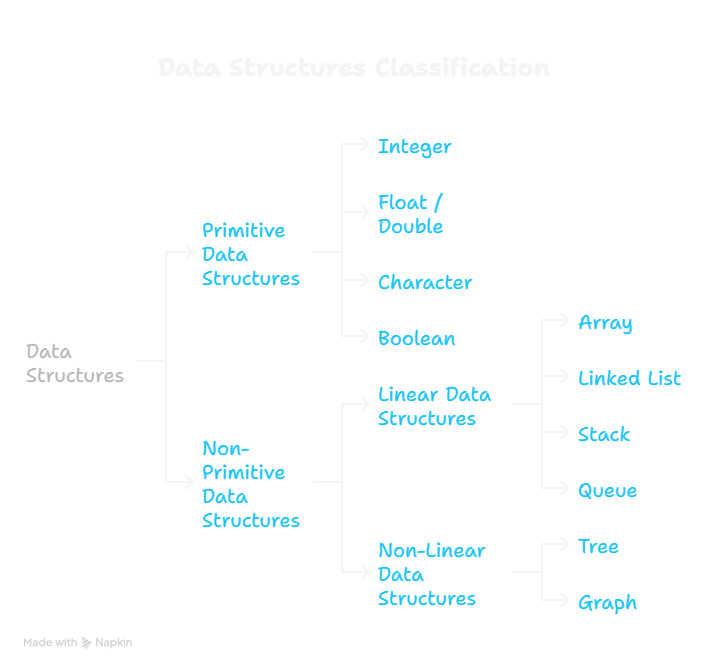 Data Structures Classification
Integer
Float /
Double
Primitive
Data
Structures
Character
Boolean
Data
Structures
Linear Data
Structures
Array
Linked List
Stack
Queue
Non-
Primitive
Data
Structures
Non-Linear
Data
Structures
Tree
Graph
Made with Napkin